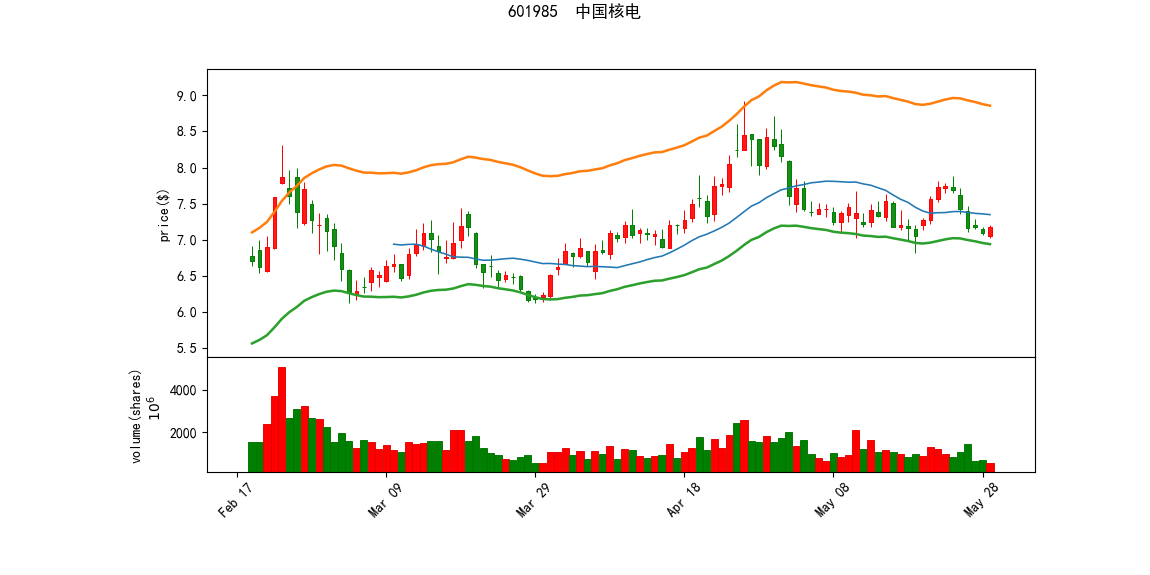 601985 中国核电
price($)
9.0
8.5
8.0
7.5
7.0
6.5
6.0
5.5
volume(shares)
10^6
4000
2000
Feb 17
Mar 09
Mar 29
Apr 18
May 08
May 28